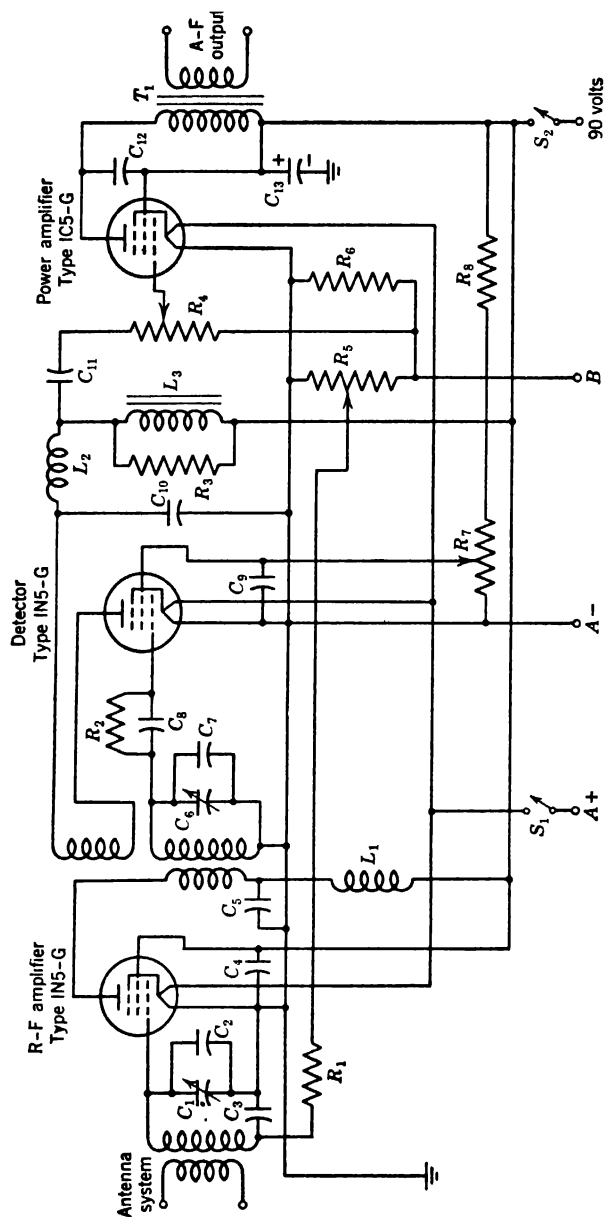 Antenna
system
R-F amplifier
Type IN5-G
C1
C2
C3
C4
C5
R1
L1
S1
A+
Detector
Type IN5-G
R2
C8
C6
C7
C9
C10
L2
L3
R3
C11
R4
R5
R6
R7
R8
A−
B
Power amplifier
Type IC5-G
C12
C13
+
−
T1
A-F
output
S2
90 volts